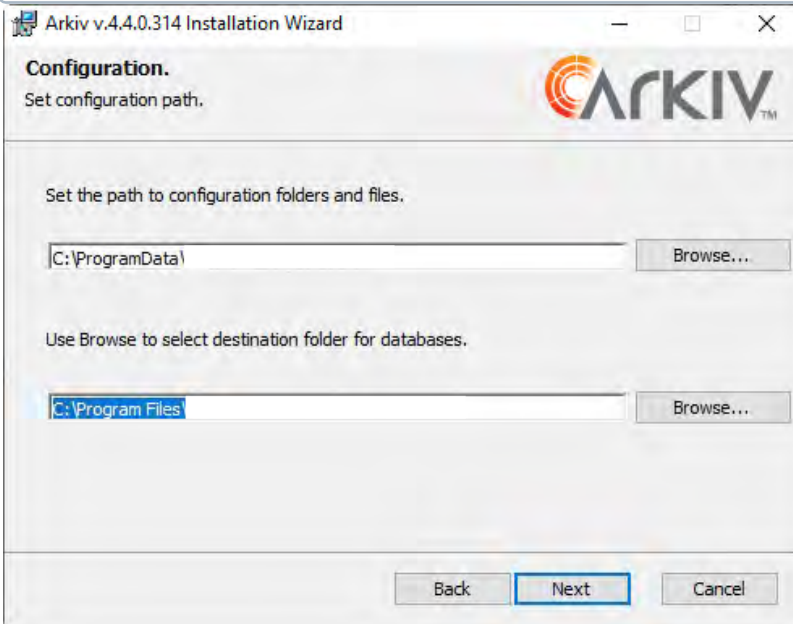 Arkiv v.4.4.0.314 Installation Wizard
Configuration.
Set configuration path.
ARKIV TM
Set the path to configuration folders and files.
C:\ProgramData\
Browse...
Use Browse to select destination folder for databases.
C:\Program Files\
Browse...
Back
Next
Cancel